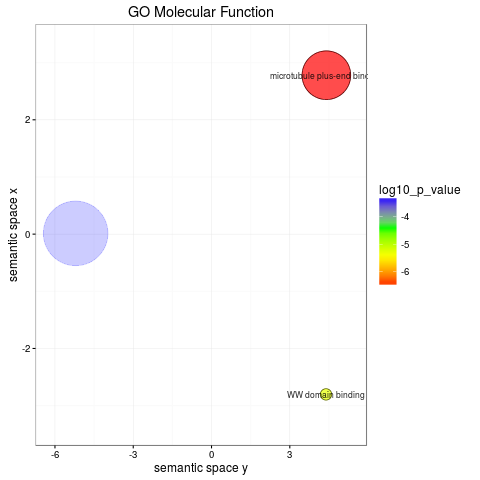 GO Molecular Function
microtubule plus-end binc
2
0
-2
semantic space x
WW domain binding
-6
-3
0
3
semantic space y
log10_p_value
-4
-5
-6